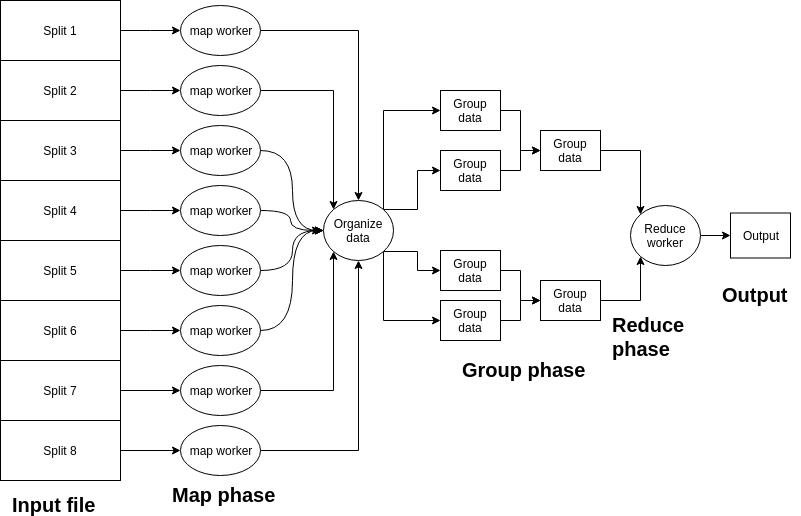 Split 1
map worker
Split 2
map worker
Split 3
map worker
Split 4
map worker
Split 5
map worker
Split 6
map worker
Split 7
map worker
Split 8
map worker
Input file
Map phase
Organize
data
Group
data
Group
data
Group
data
Group
data
Group
data
Group
data
Group phase
Reduce
worker
Reduce
phase
Output
Output